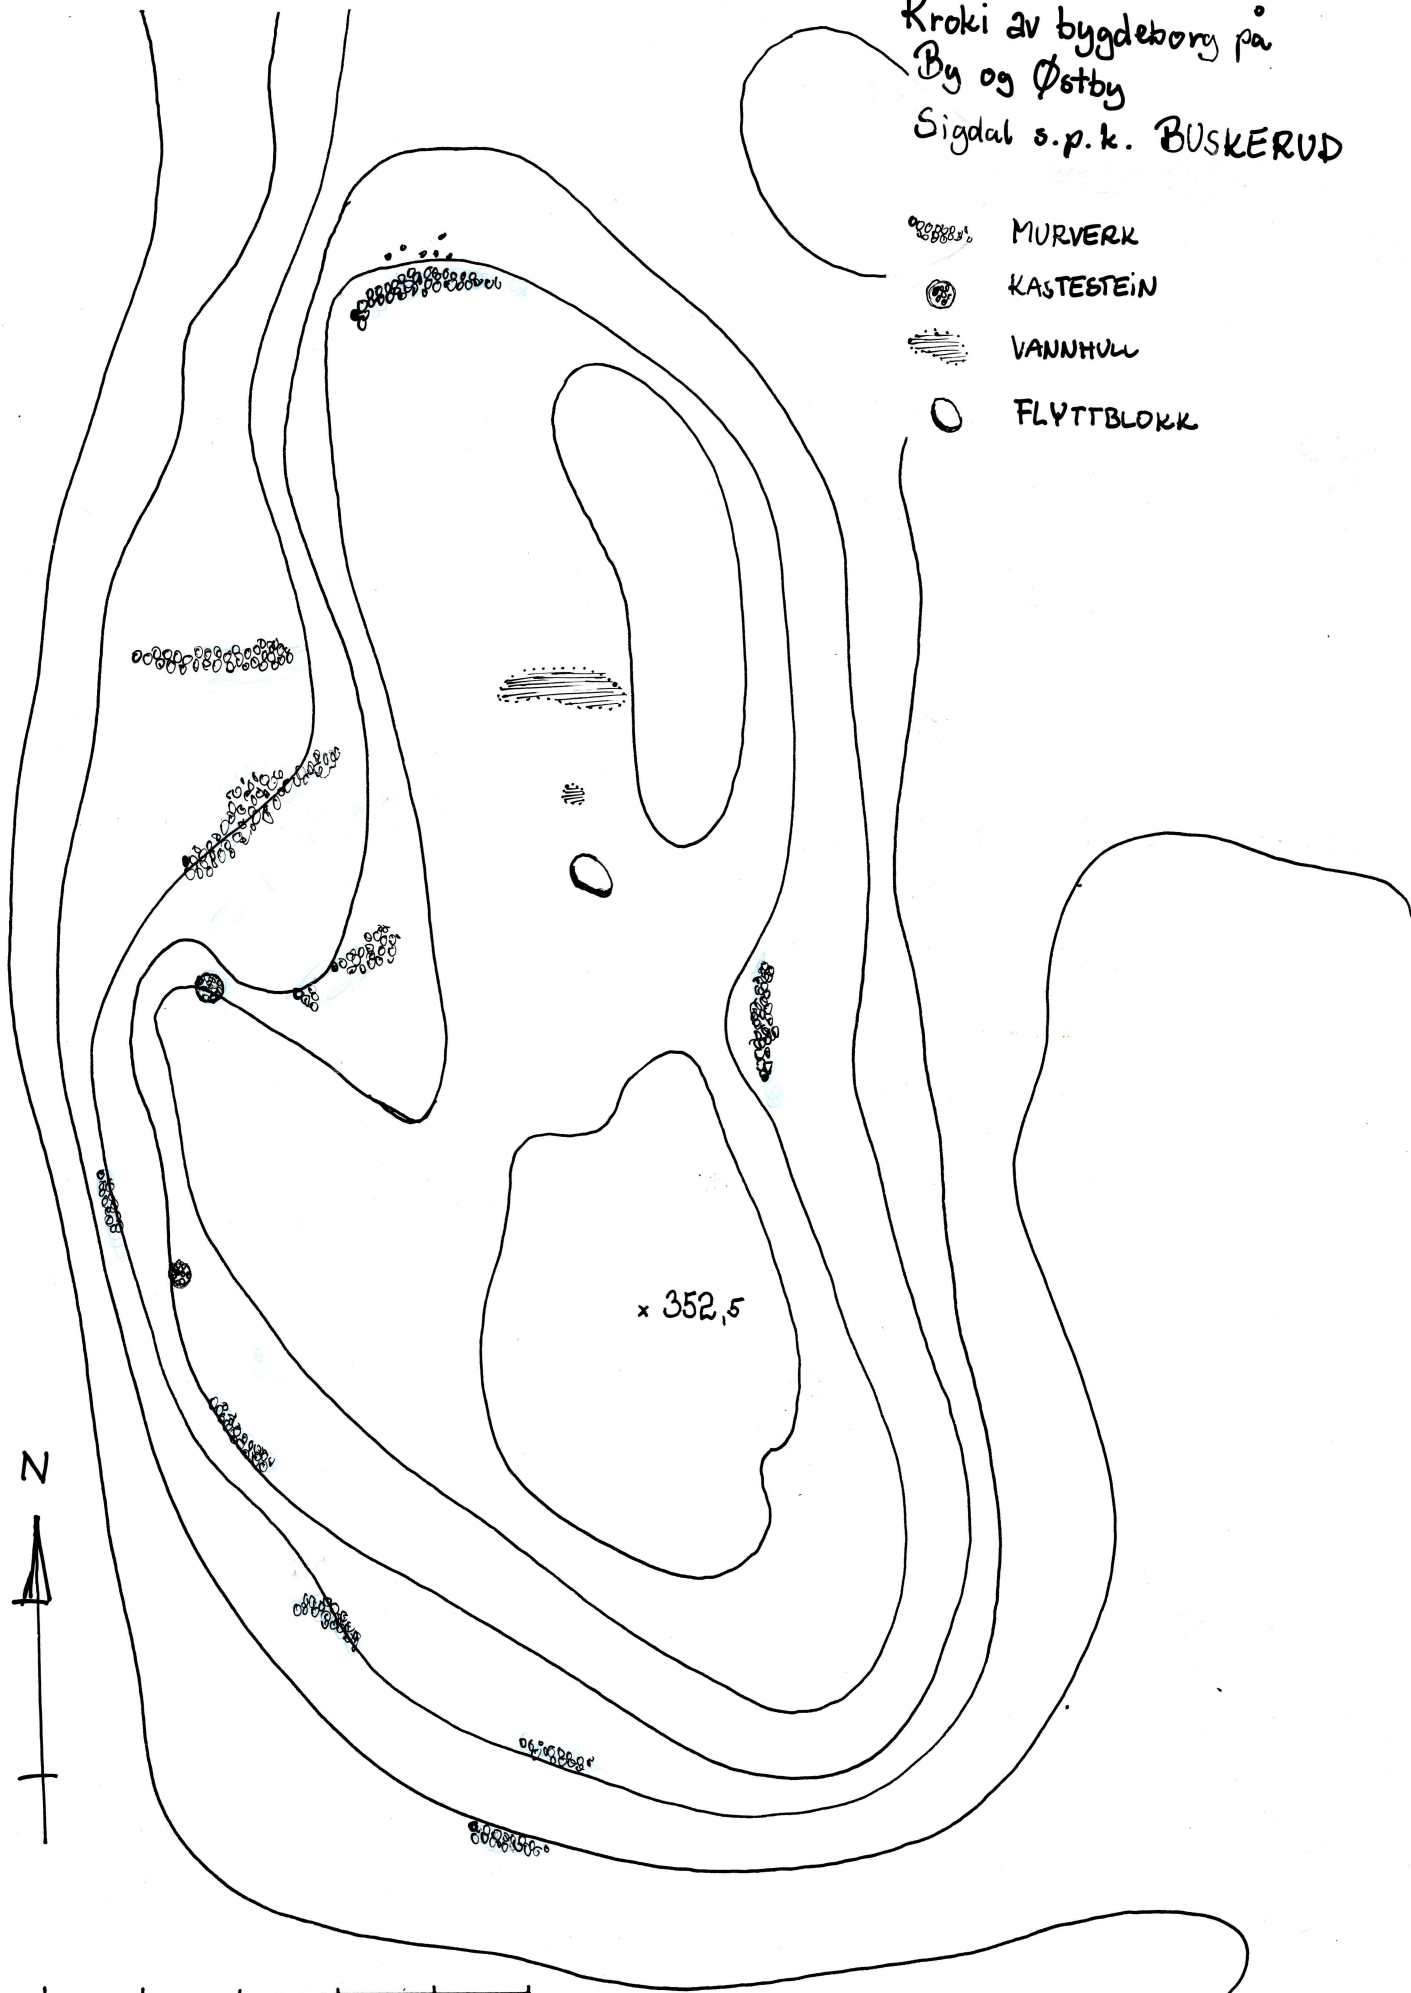 Kroki av bygdeborg på
By og Østby
Sigdal s.p.k. BUSKERUD
MURVERK
KASTESTEIN
VANNHULL
FLYTTBLOKK
x 352,5
N